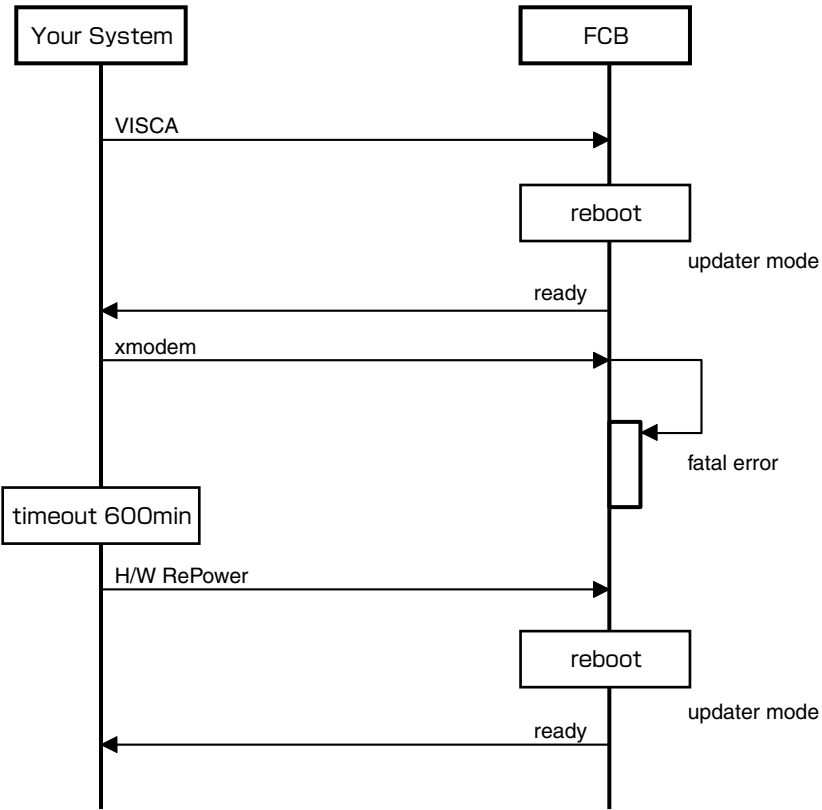 Your System
FCB
VISCA
reboot
updater mode
ready
xmodem
fatal error
timeout 600min
H/W RePower
reboot
updater mode
ready